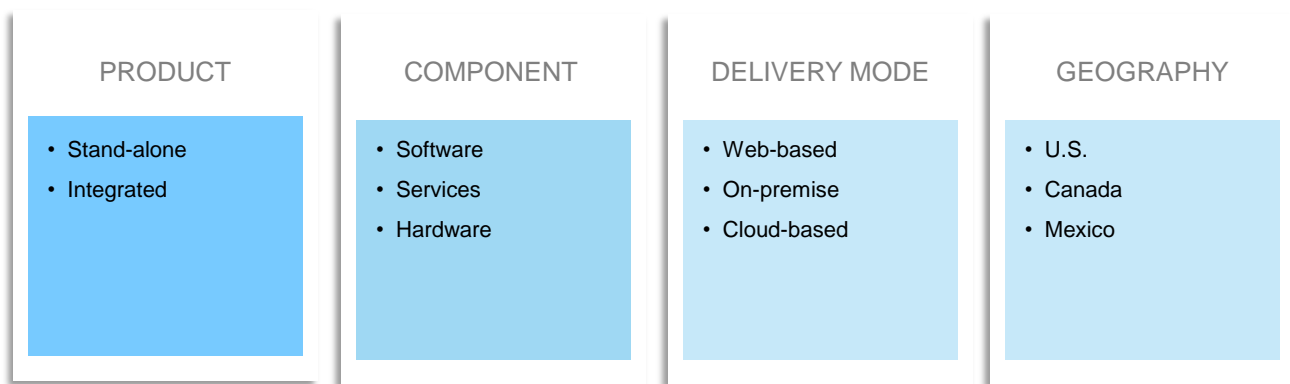 PRODUCT
• Stand-alone
• Integrated
COMPONENT
• Software
• Services
• Hardware
DELIVERY MODE
• Web-based
• On-premise
• Cloud-based
GEOGRAPHY
• U.S.
• Canada
• Mexico